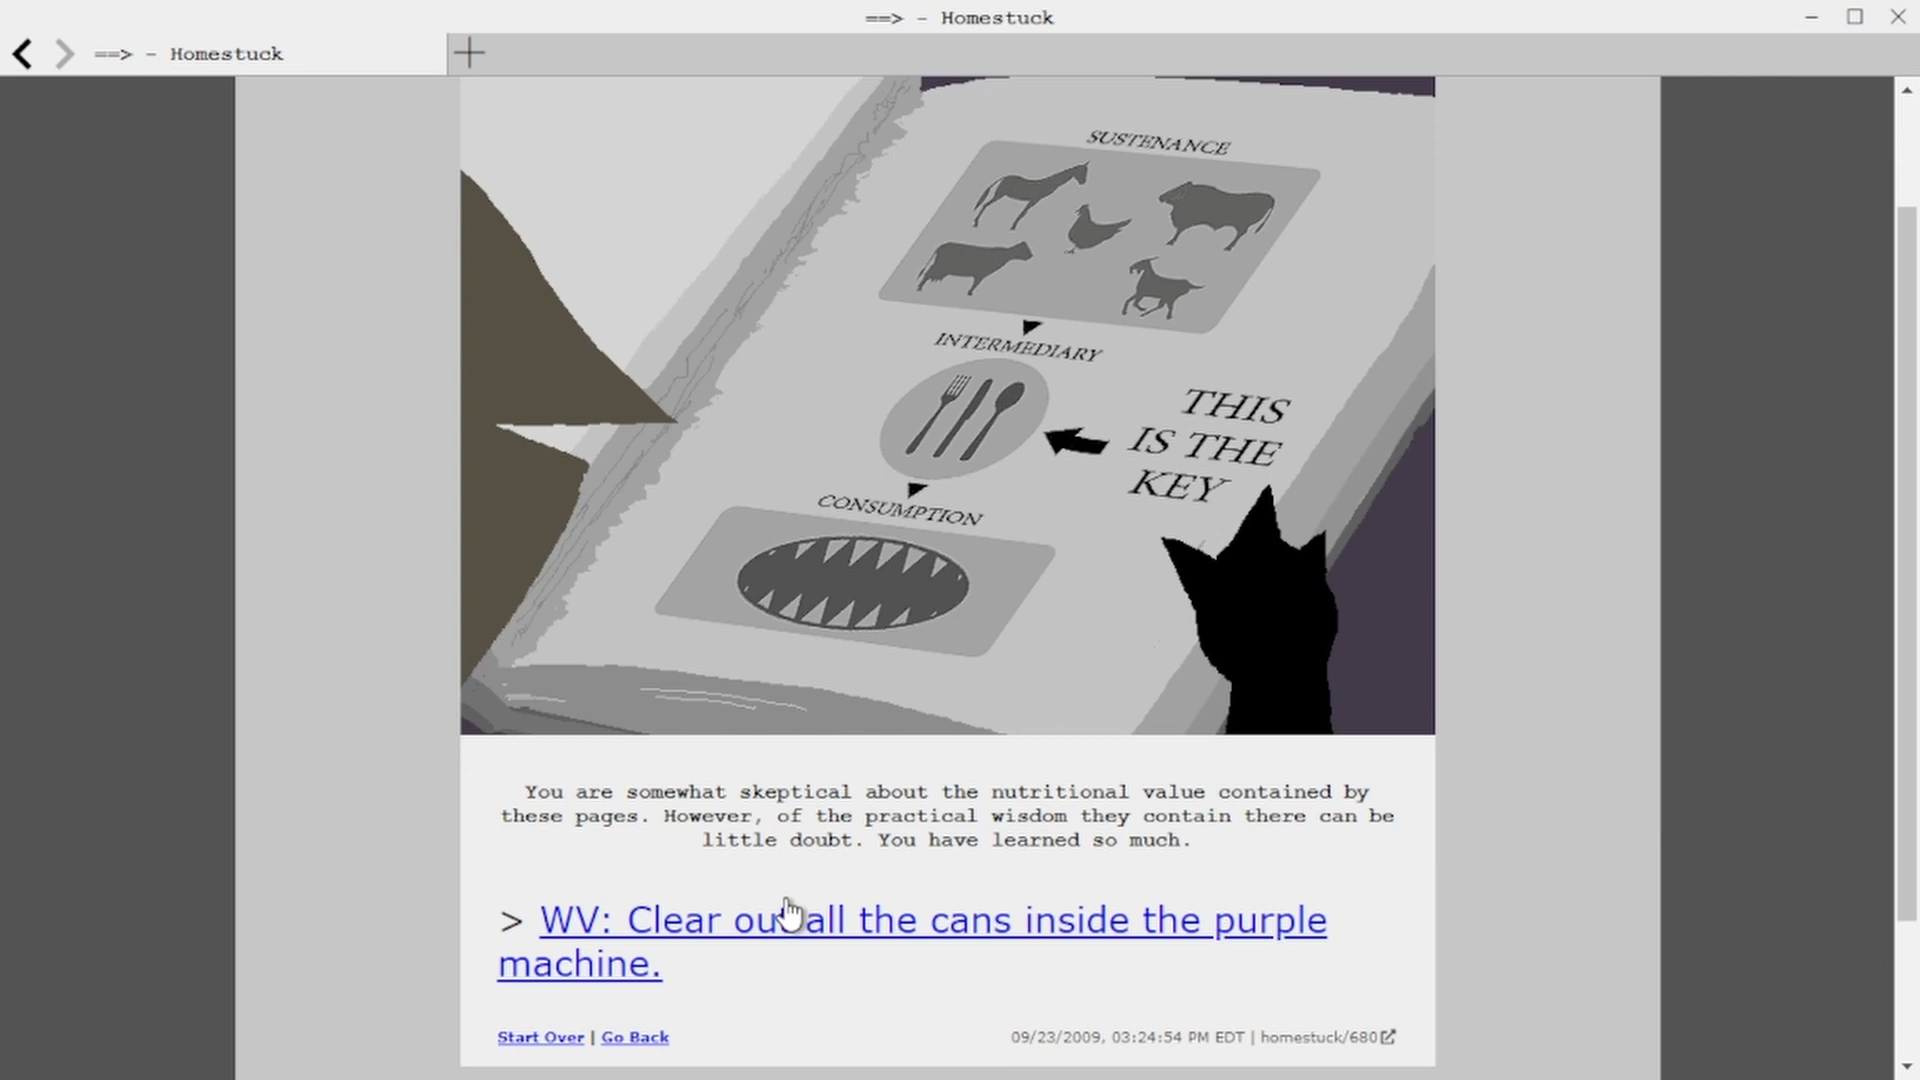 ==> - Homestuck
==> - Homestuck
SUSTENANCE
INTERMEDIARY
THIS
IS THE
KEY
CONSUMPTION
You are somewhat skeptical about the nutritional value contained by
these pages. However, of the practical wisdom they contain there can be
little doubt. You have learned so much.
> WV: Clear out all the cans inside the purple
machine.
Start Over | Go Back
09/23/2009, 03:24:54 PM EDT | homestuck/680